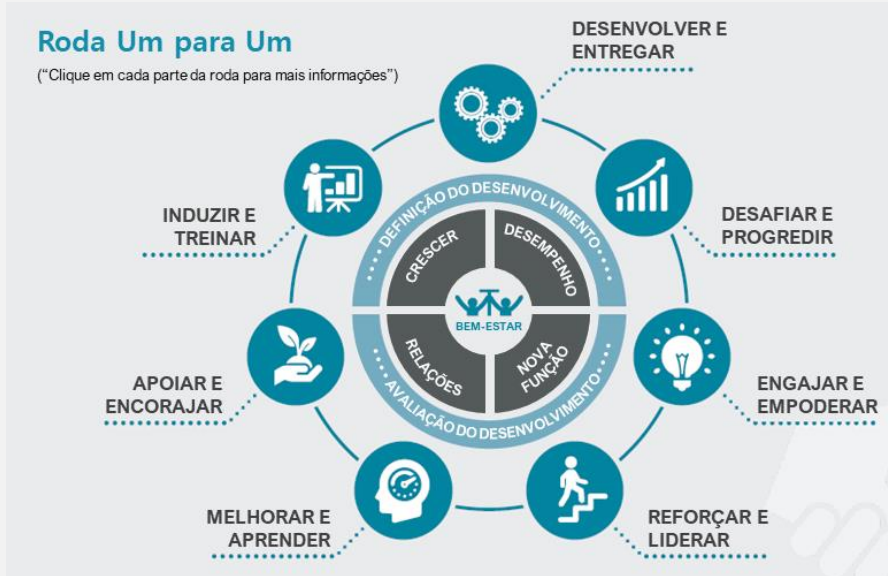 Roda Um para Um
(“Clique em cada parte da roda para mais informações”)
DESENVOLVER E
ENTREGAR
INDUZIR E
TREINAR
DESAFIAR E
PROGREDIR
DEFINIÇÃO DO DESENVOLVIMENTO
CRESCER
DESEMPENHO
BEM-ESTAR
RELAÇÕES
NOVA
FUNÇÃO
AVALIAÇÃO DO DESENVOLVIMENTO
APOIAR E
ENCORAJAR
ENGAJAR E
EMPODERAR
MELHORAR E
APRENDER
REFORÇAR E
LIDERAR